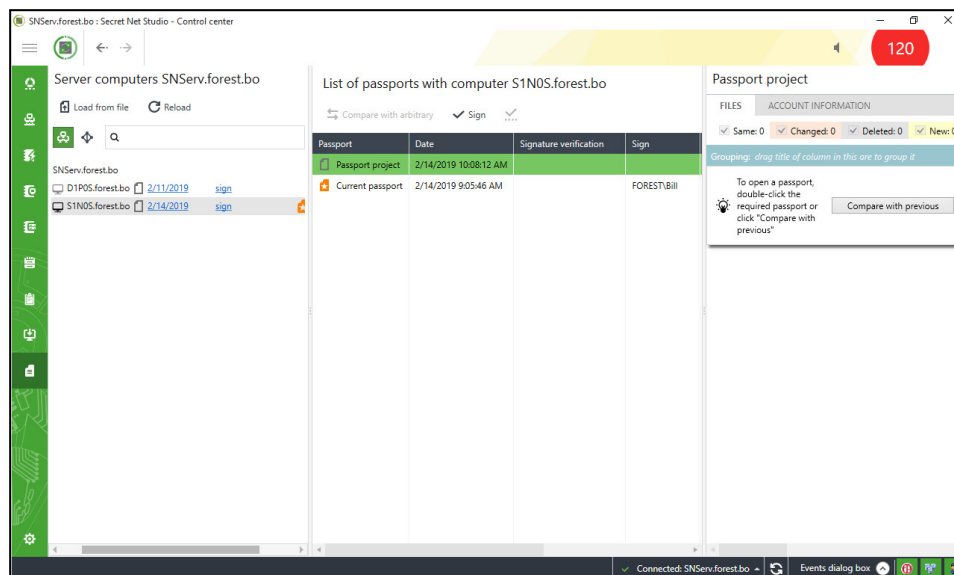 SNServ.forest.bo : Secret Net Studio - Control center
120
Server computers SNServ.forest.bo
Load from file Reload
SNServ.forest.bo
D1P0S.forest.bo 2/11/2019 sign
S1N0S.forest.bo 2/14/2019 sign
List of passports with computer S1N0S.forest.bo
Compare with arbitrary Sign
Passport Date Signature verification Sign
Passport project 2/14/2019 10:08:12 AM
Current passport 2/14/2019 9:05:46 AM FOREST\Bill
Passport project
FILES ACCOUNT INFORMATION
Same: 0 Changed: 0 Deleted: 0 New: 0
Grouping: drag title of column in this are to group it
To open a passport,
double-click the
required passport or
click "Compare with
previous"
Compare with previous
Connected: SNServ.forest.bo Events dialog box